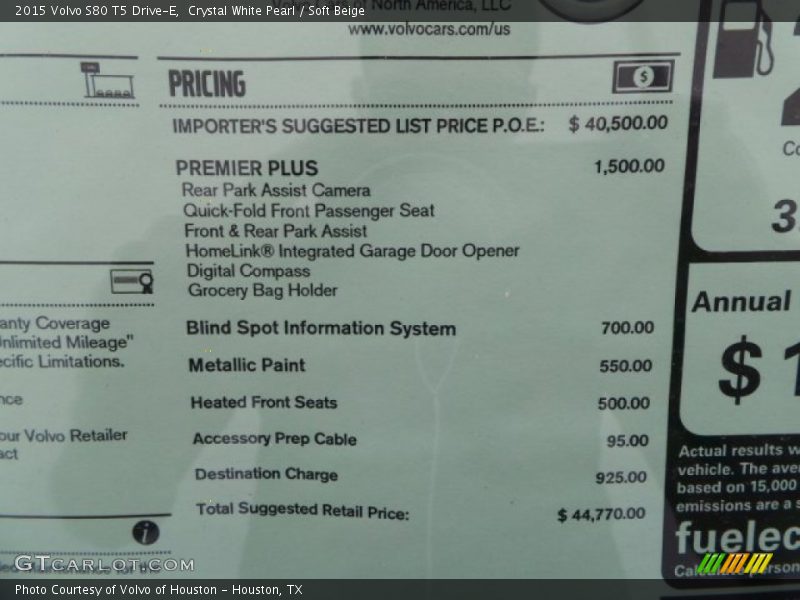 2015 Volvo S80 T5 Drive-E, Crystal White Pearl / Soft Beige
of North America, LLC
www.volvocars.com/us
PRICING
$
IMPORTER'S SUGGESTED LIST PRICE P.O.E.: $ 40,500.00
PREMIER PLUS 1,500.00
Rear Park Assist Camera
Quick-Fold Front Passenger Seat
Front & Rear Park Assist
HomeLink® Integrated Garage Door Opener
Digital Compass
Grocery Bag Holder
Blind Spot Information System 700.00
Metallic Paint 550.00
Heated Front Seats 500.00
Accessory Prep Cable 95.00
Destination Charge 925.00
Total Suggested Retail Price: $ 44,770.00
anty Coverage
nlimited Mileage"
ecific Limitations.
nce
our Volvo Retailer
act
i
Co
3
Annual
$ 1
Actual results w
vehicle. The aver
based on 15,000
emissions are a s
fuelec
GTcarlot.com
Photo Courtesy of Volvo of Houston - Houston, TX